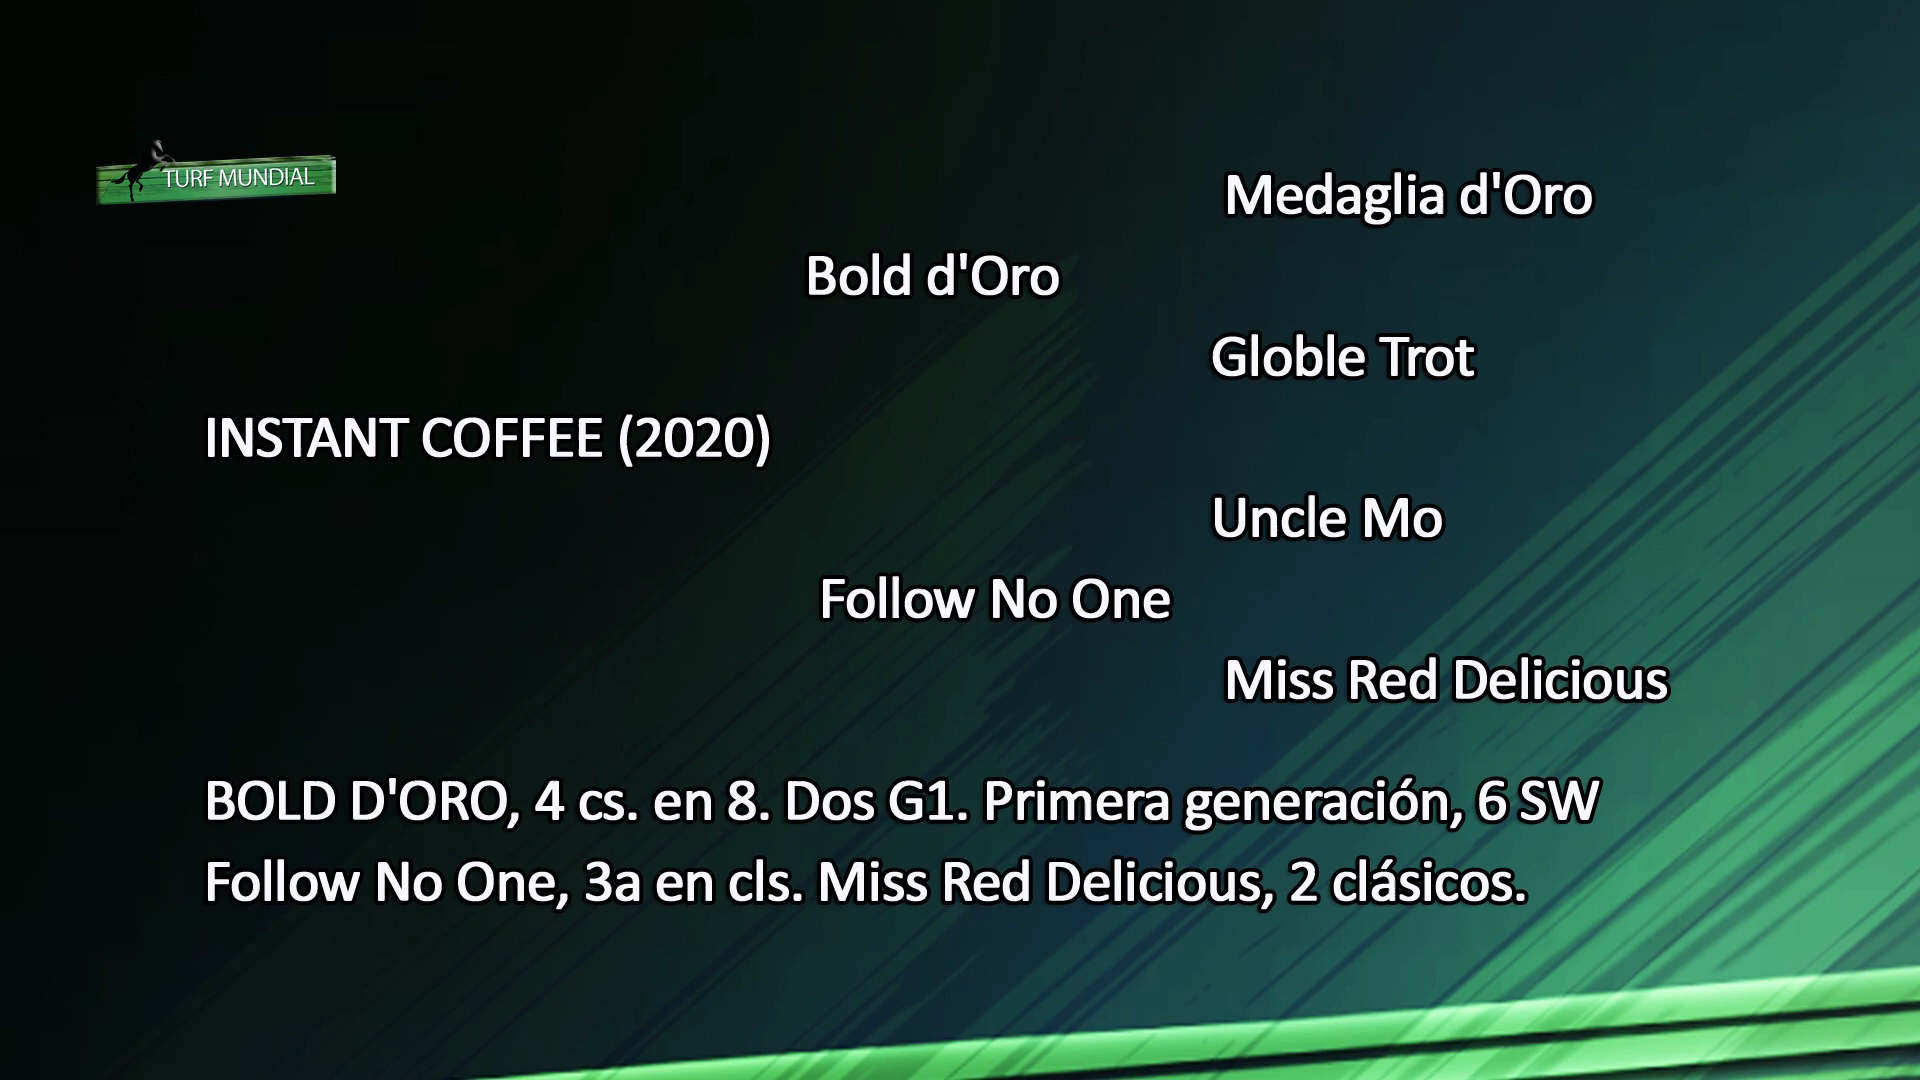 TURF MUNDIAL
Medaglia d'Oro
Bold d'Oro
Globle Trot
INSTANT COFFEE (2020)
Uncle Mo
Follow No One
Miss Red Delicious
BOLD D'ORO, 4 cs. en 8. Dos G1. Primera generación, 6 SW
Follow No One, 3a en cls. Miss Red Delicious, 2 clásicos.